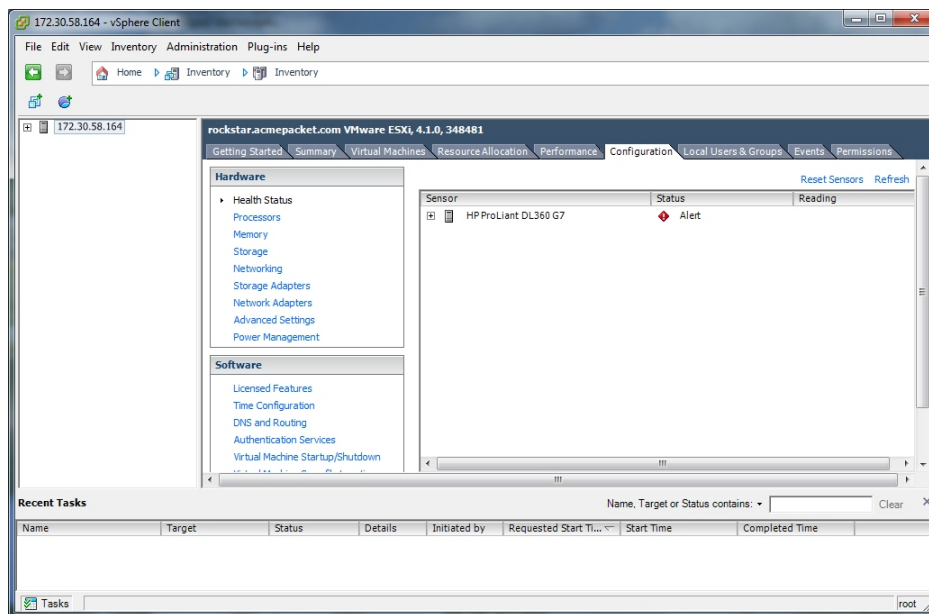 172.30.58.164 - vSphere Client
File Edit View Inventory Administration Plug-ins Help
Home Inventory Inventory
172.30.58.164
rockstar.acmepacket.com VMware ESXi, 4.1.0, 348481
Getting Started Summary Virtual Machines Resource Allocation Performance Configuration Local Users & Groups Events Permissions
Hardware
Health Status
Processors
Memory
Storage
Networking
Storage Adapters
Network Adapters
Advanced Settings
Power Management
Software
Licensed Features
Time Configuration
DNS and Routing
Authentication Services
Virtual Machine Startup/Shutdown
Reset Sensors Refresh
Sensor Status Reading
HP ProLiant DL360 G7 Alert
Recent Tasks
Name, Target or Status contains: Clear
Name Target Status Details Initiated by Requested Start Ti... Start Time Completed Time
Tasks root